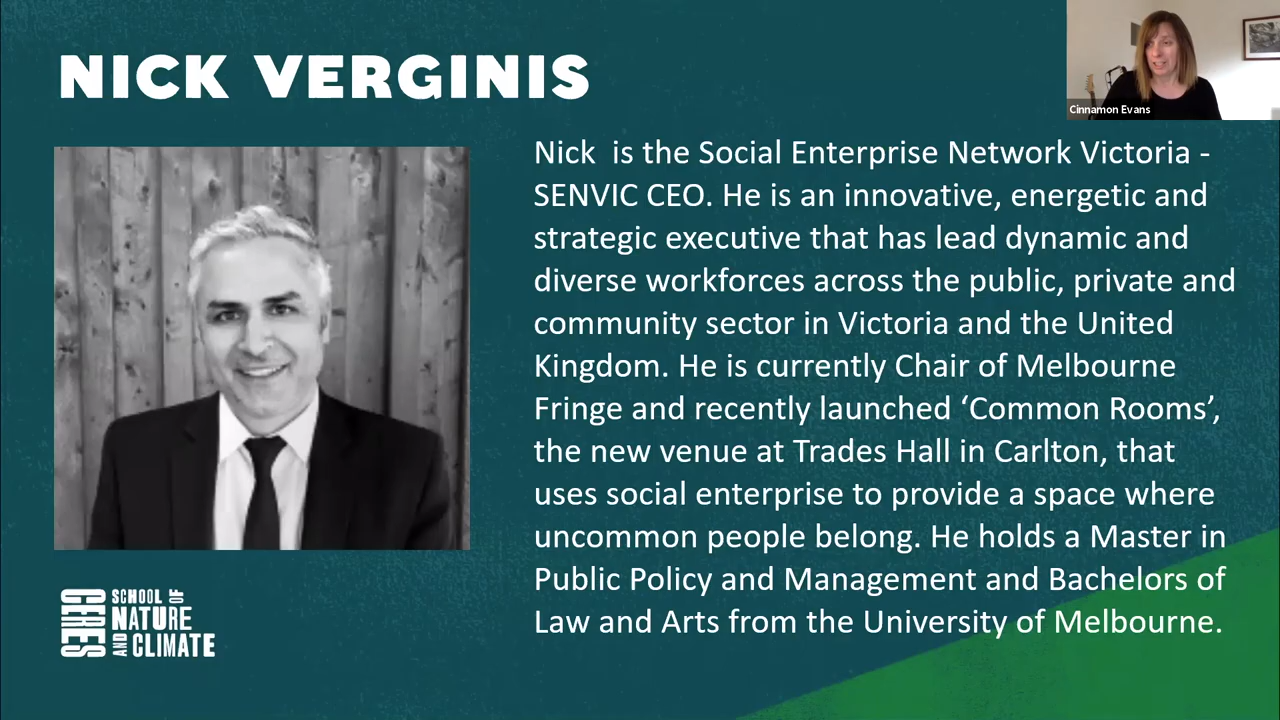 NICK VERGINIS
Cinnamon Evans
Nick  is the Social Enterprise Network Victoria -
SENVIC CEO. He is an innovative, energetic and
strategic executive that has lead dynamic and
diverse workforces across the public, private and
community sector in Victoria and the United
Kingdom. He is currently Chair of Melbourne
Fringe and recently launched ‘Common Rooms’,
the new venue at Trades Hall in Carlton, that
uses social enterprise to provide a space where
uncommon people belong. He holds a Master in
Public Policy and Management and Bachelors of
Law and Arts from the University of Melbourne.
CERES
SCHOOL OF
NATURE
AND CLIMATE